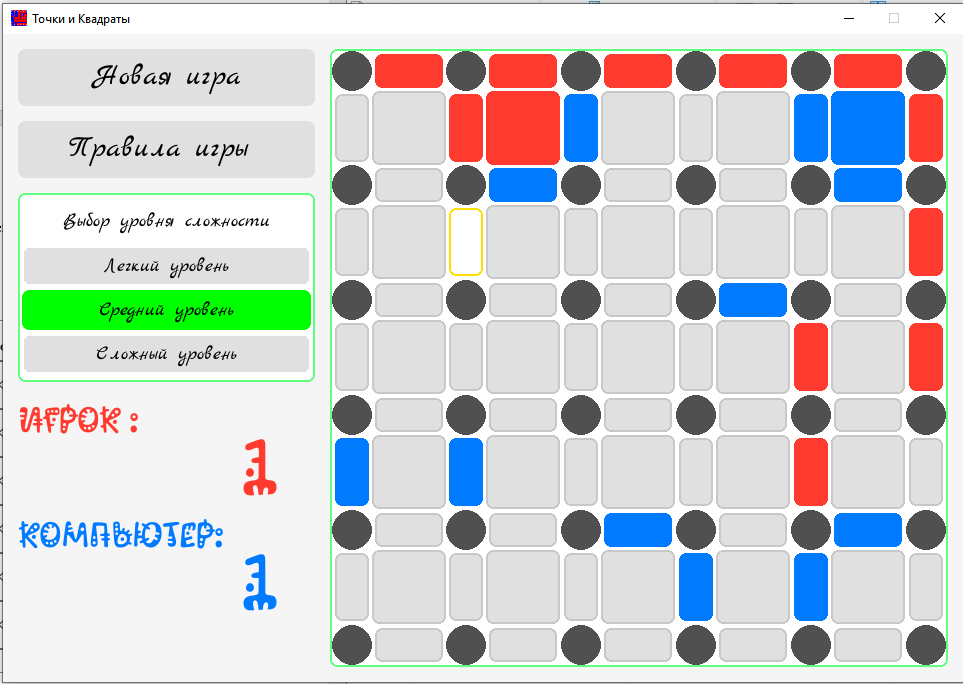 Точки и Квадраты
Новая игра
Правила игры
Выбор уровня сложности
Легкий уровень
Средний уровень
Сложный уровень
ИГРОК :
1
КОМПЬЮТЕР:
1